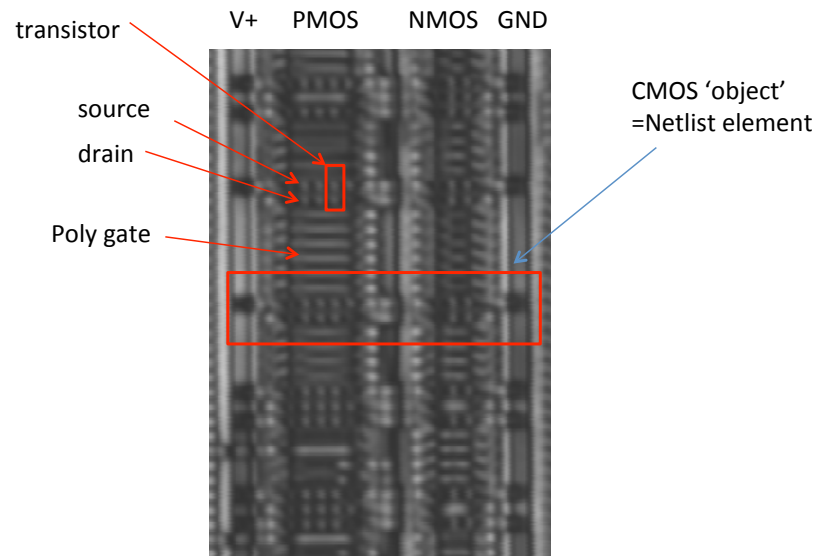 V+ PMOS NMOS GND
transistor
source
drain
Poly gate
CMOS ‘object’
=Netlist element